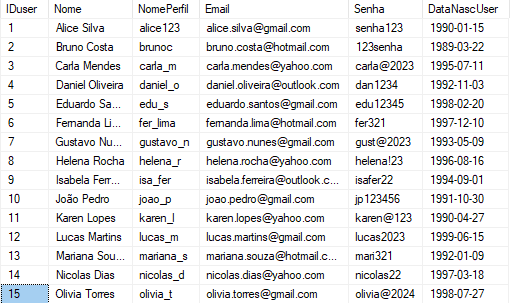 IDuser Nome NomePerfil Email Senha DataNascUser
1 Alice Silva alice123 alice.silva@gmail.com senha123 1990-01-15
2 Bruno Costa brunoc bruno.costa@hotmail.com 123senha 1989-03-22
3 Carla Mendes carla_m carla.mendes@yahoo.com carla@2023 1995-07-11
4 Daniel Oliveira daniel_o daniel.oliveira@outlook.com dan1234 1992-11-03
5 Eduardo Sa... edu_s eduardo.santos@gmail.com edu12345 1998-02-20
6 Fernanda Li... fer_lima fernanda.lima@hotmail.com fer321 1997-12-10
7 Gustavo Nu... gustavo_n gustavo.nunes@gmail.com gust@2023 1993-05-09
8 Helena Rocha helena_r helena.rocha@yahoo.com helena!23 1996-08-16
9 Isabela Ferr... isa_fer isabela.ferreira@outlook.c... isafer22 1994-09-01
10 João Pedro joao_p joao.pedro@gmail.com jp123456 1991-10-30
11 Karen Lopes karen_l karen.lopes@yahoo.com karen@123 1990-04-27
12 Lucas Martins lucas_m lucas.martins@gmail.com lucas2023 1999-06-15
13 Mariana Sou... mariana_s mariana.souza@hotmail.c... mari321 1992-01-09
14 Nicolas Dias nicolas_d nicolas.dias@yahoo.com nicolas22 1997-03-18
15 Olivia Torres olivia_t olivia.torres@gmail.com olivia@2024 1998-07-27